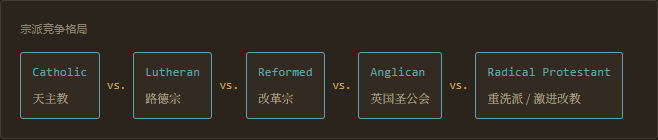 宗派竞争格局
Catholic vs. Lutheran vs. Reformed vs. Anglican vs. Radical Protestant
天主教 路德宗 改革宗 英国圣公会 重洗派 / 激进改教